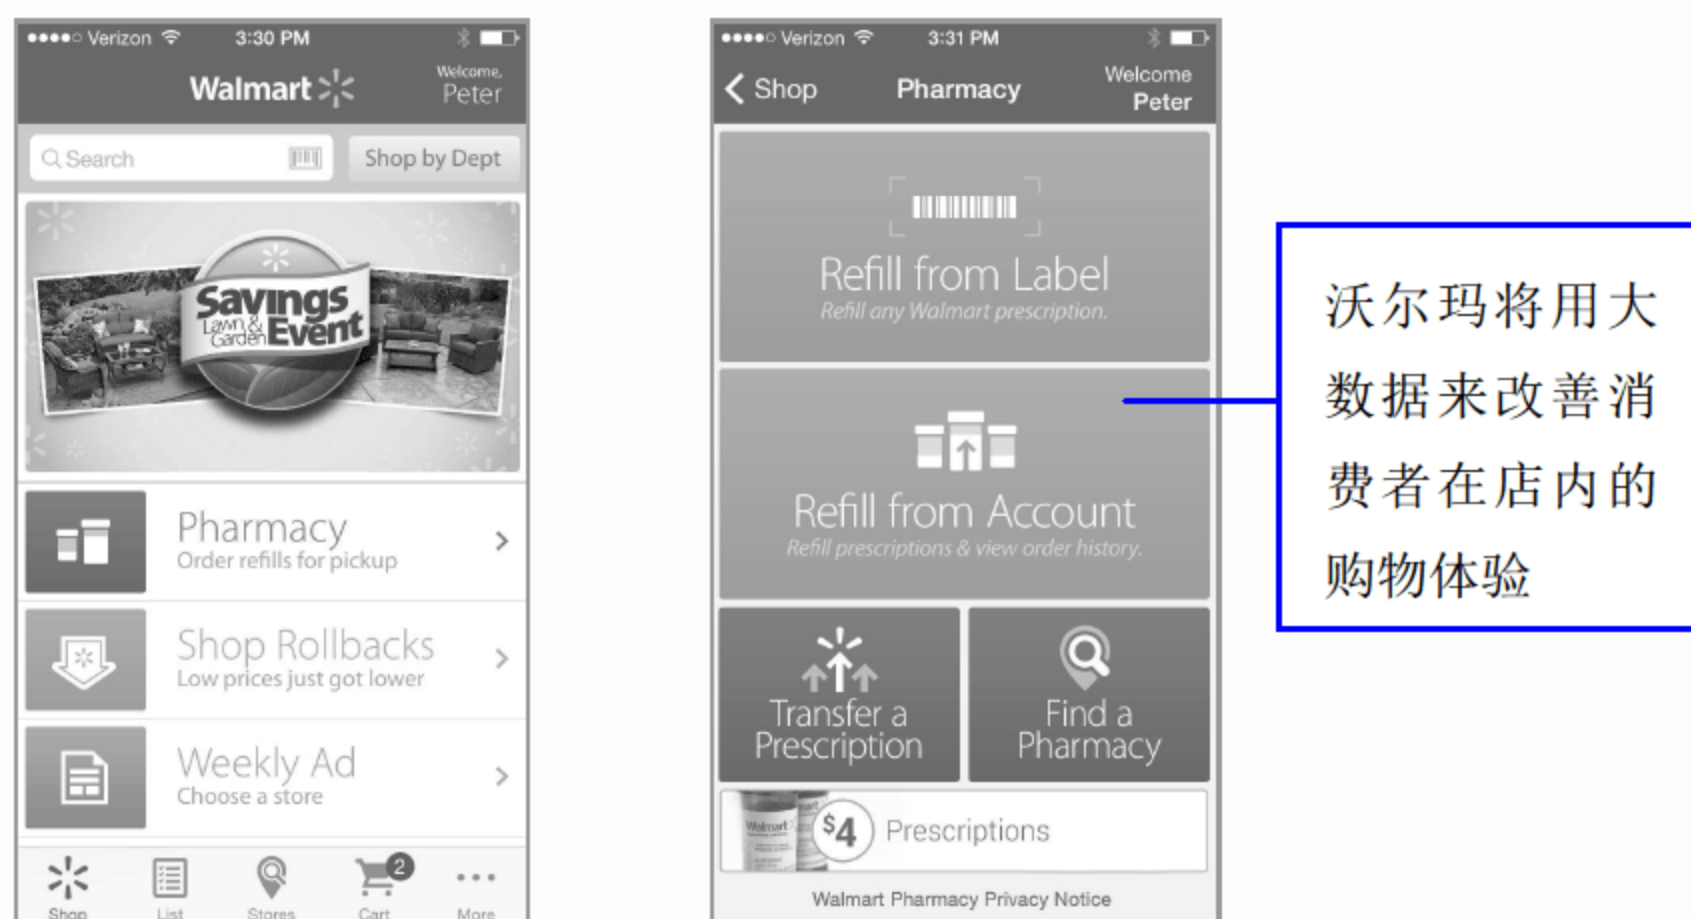 Verizon 3:30 PM
Walmart
Welcome,
Peter
Search
Shop by Dept
Savings
Lawn &
Garden Event
Pharmacy
Order refills for pickup
Shop Rollbacks
Low prices just got lower
Weekly Ad
Choose a store
2
Shop List Stores Cart More
Verizon 3:31 PM
Shop Pharmacy
Welcome
Peter
Refill from Label
Refill any Walmart prescription.
Refill from Account
Refill prescriptions & view order history.
Transfer a
Prescription
Find a
Pharmacy
Walmart
$4 Prescriptions
Walmart Pharmacy Privacy Notice
沃尔玛将用大
数据来改善消
费者在店内的
购物体验